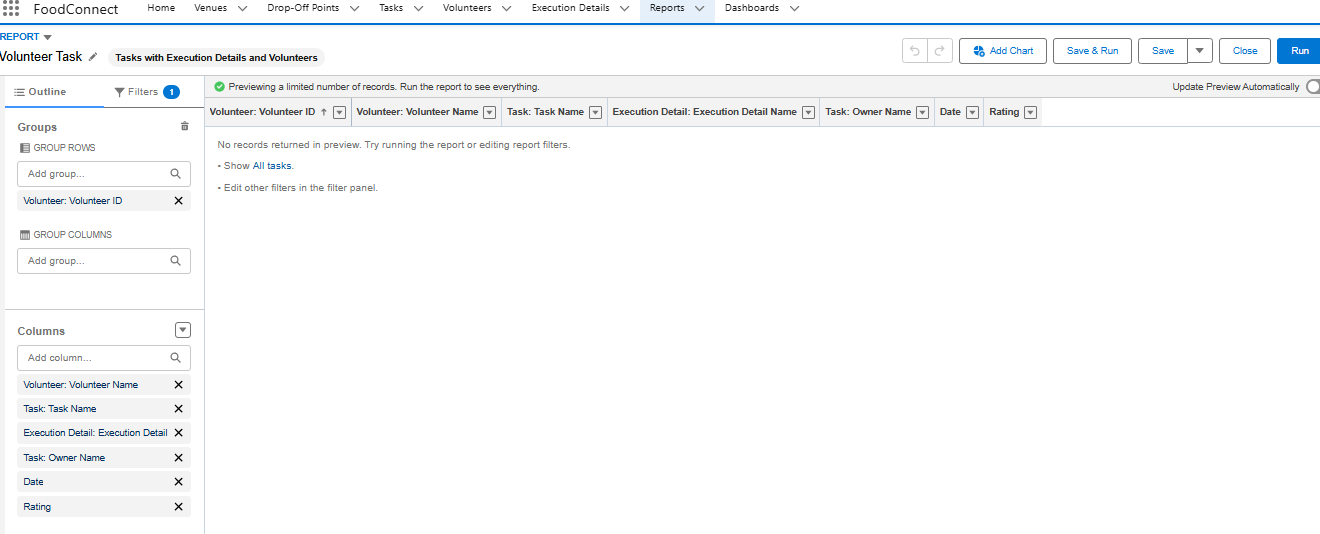 FoodConnect Home Venues Drop-Off Points Tasks Volunteers Execution Details Reports Dashboards
REPORT
Volunteer Task Tasks with Execution Details and Volunteers
Add Chart Save & Run Save Close Run
Outline Filters 1
Previewing a limited number of records. Run the report to see everything. Update Preview Automatically
Volunteer: Volunteer ID Volunteer: Volunteer Name Task: Task Name Execution Detail: Execution Detail Name Task: Owner Name Date Rating
No records returned in preview. Try running the report or editing report filters.
• Show All tasks.
• Edit other filters in the filter panel.
Groups
GROUP ROWS
Add group...
Volunteer: Volunteer ID
GROUP COLUMNS
Add group...
Columns
Add column...
Volunteer: Volunteer Name
Task: Task Name
Execution Detail: Execution Detail
Task: Owner Name
Date
Rating